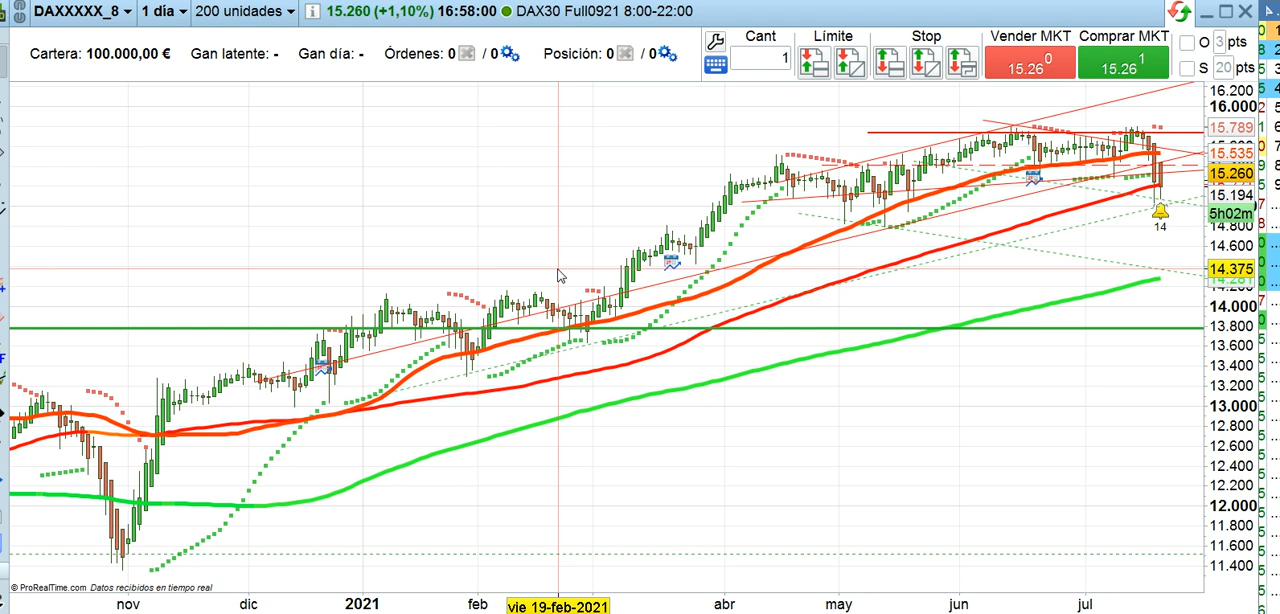 DAXXXXX_8 1 día 200 unidades 15.260 (+1,10%) 16:58:00 DAX30 Full0921 8:00-22:00
Cartera: 100.000,00 € Gan latente: - Gan día: - Órdenes: 0 / 0 Posición: 0 / 0
Cant Límite Stop Vender MKT Comprar MKT
1
15.26 0 15.26 1
O 3 pts
S 20 pts
16.200
16.000
15.789
15.535
15.260
15.194
5h02m
14
14.800
14.600
14.375
14.000
13.800
13.600
13.400
13.200
13.000
12.800
12.600
12.400
12.200
12.000
11.800
11.600
11.400
© ProRealTime.com Datos recibidos en tiempo real
nov dic 2021 feb vie 19-feb-2021 abr may jun jul